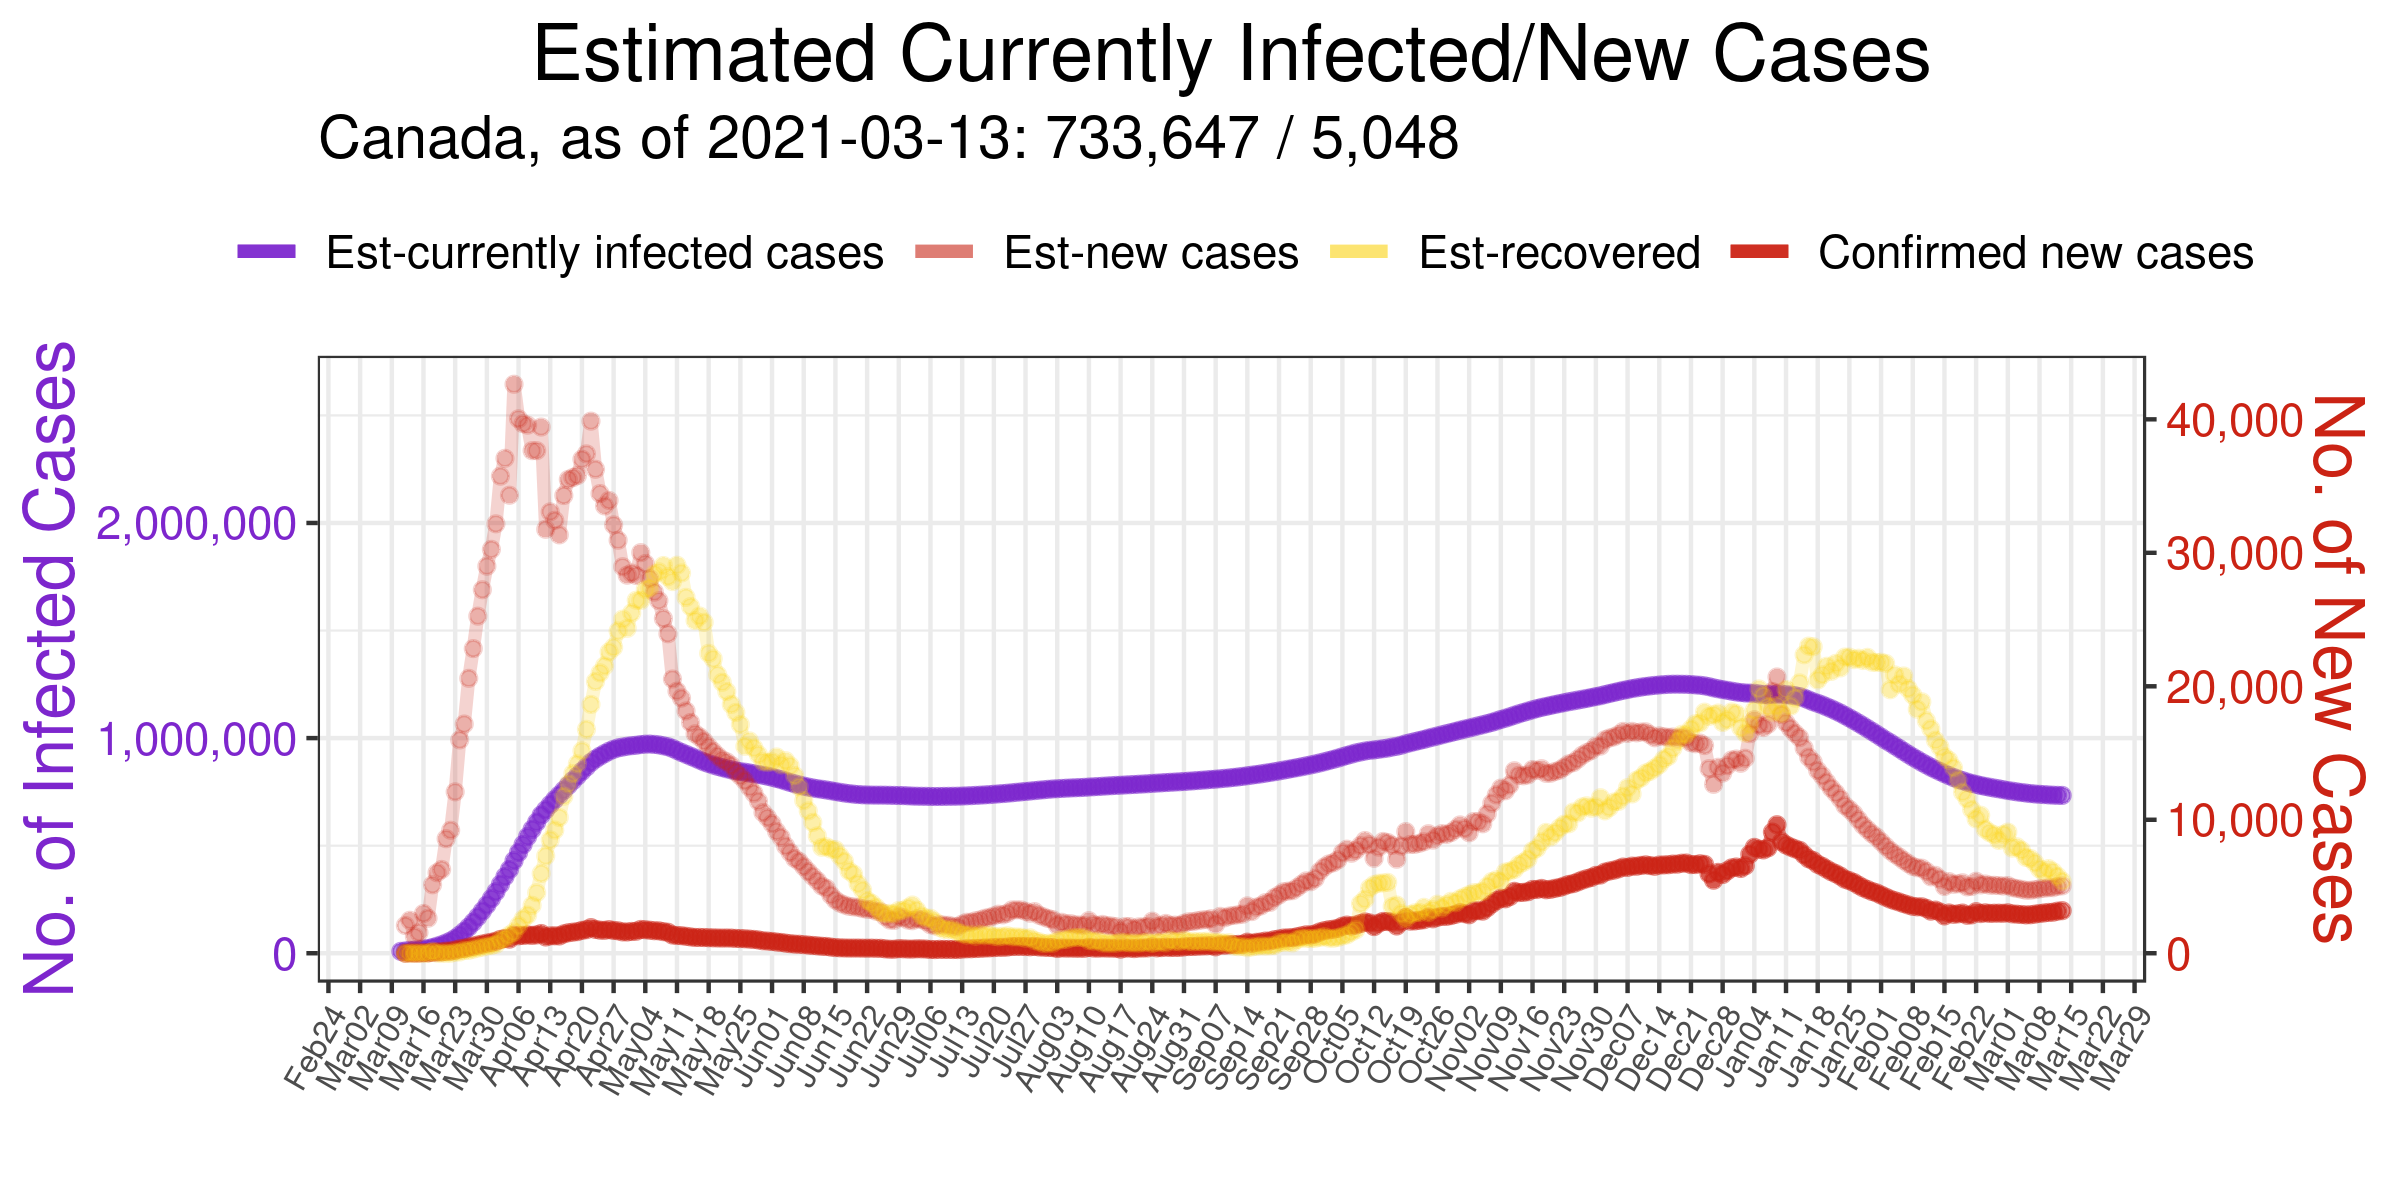 Estimated Currently Infected/New Cases
Canada, as of 2021-03-13: 733,647 / 5,048
Est-currently infected cases Est-new cases Est-recovered Confirmed new cases
No. of Infected Cases
2,000,000
1,000,000
0
40,000
30,000
20,000
10,000
0
No. of New Cases
Feb24 Mar02 Mar09 Mar16 Mar23 Mar30 Apr06 Apr13 Apr20 Apr27 May04 May11 May18 May25 Jun01 Jun08 Jun15 Jun22 Jun29 Jul06 Jul13 Jul20 Jul27 Aug03 Aug10 Aug17 Aug24 Aug31 Sep07 Sep14 Sep21 Sep28 Oct05 Oct12 Oct19 Oct26 Nov02 Nov09 Nov16 Nov23 Nov30 Dec07 Dec14 Dec21 Dec28 Jan04 Jan11 Jan18 Jan25 Feb01 Feb08 Feb15 Feb22 Mar01 Mar08 Mar15 Mar22 Mar29